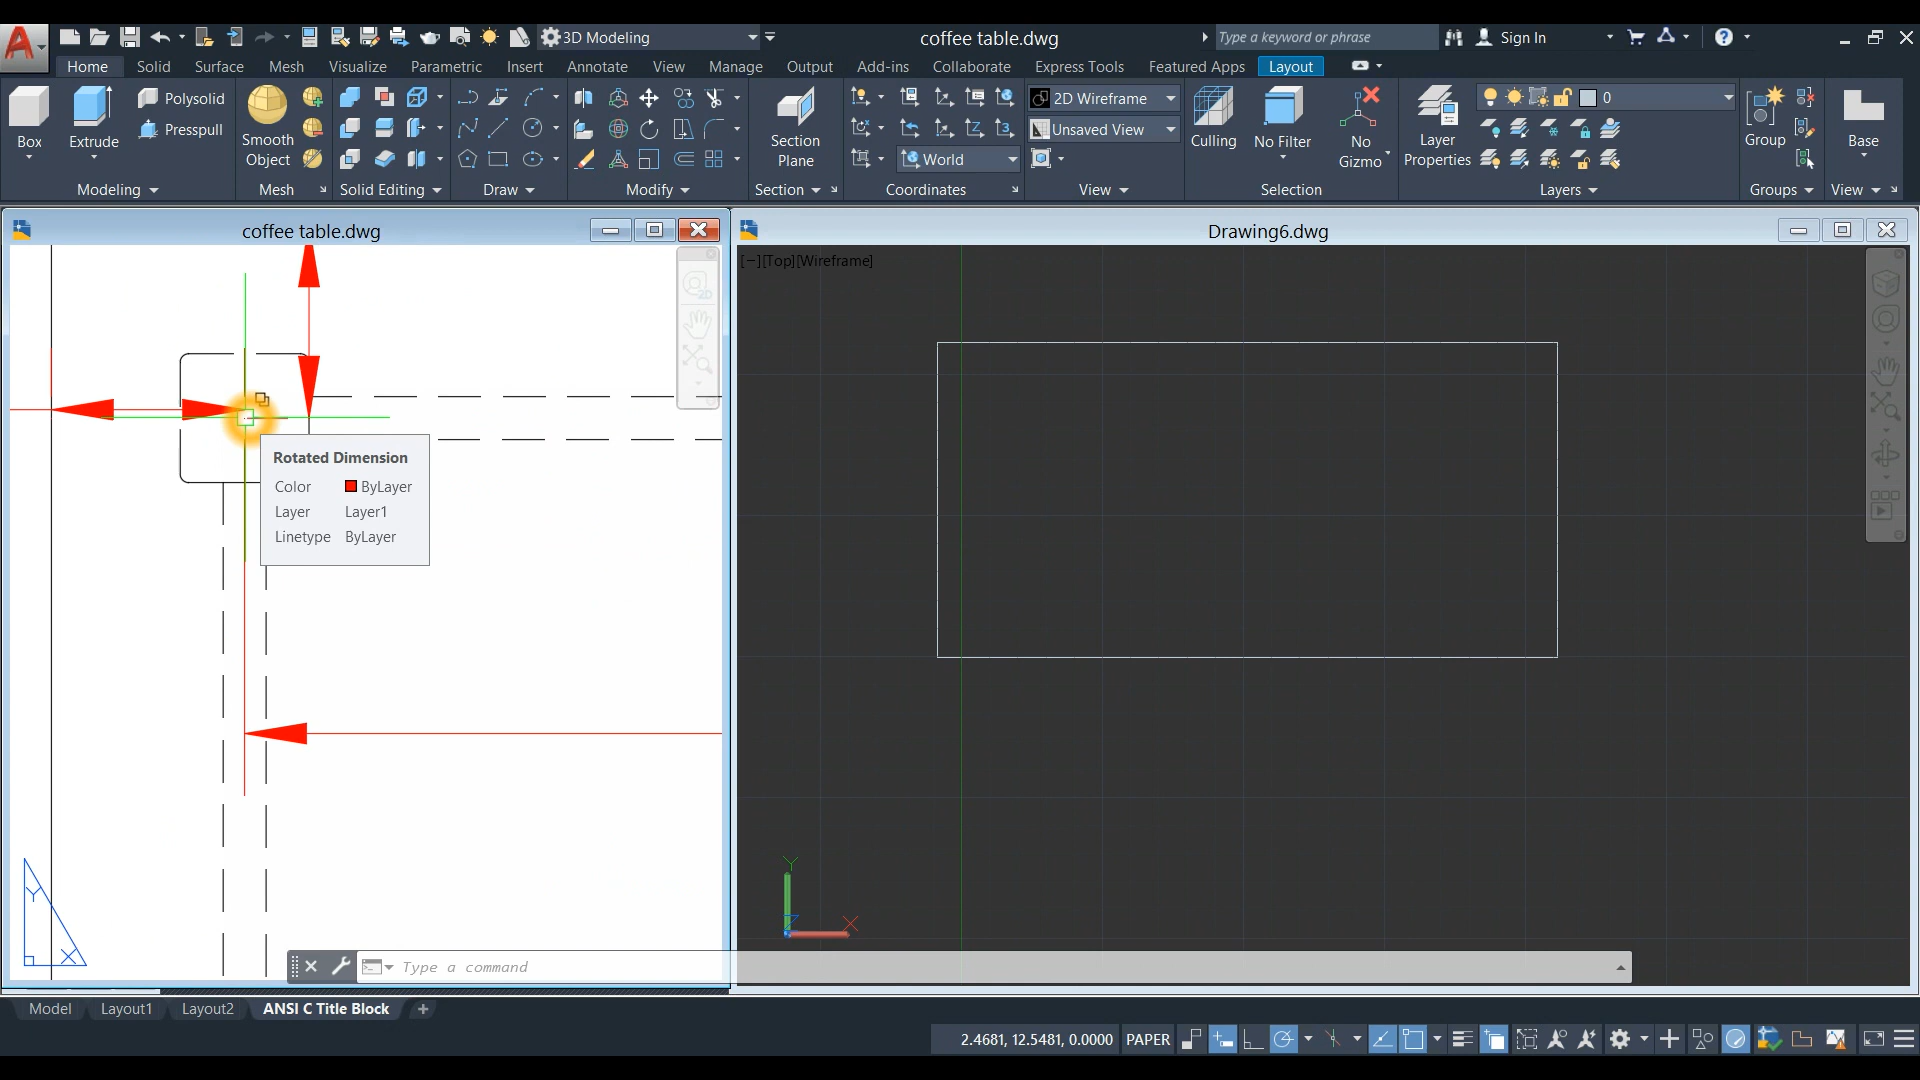 3D Modeling
coffee table.dwg
Type a keyword or phrase
Sign In
Home
Solid
Surface
Mesh
Visualize
Parametric
Insert
Annotate
View
Manage
Output
Add-ins
Collaborate
Express Tools
Featured Apps
Layout
Box
Extrude
Polysolid
Presspull
Smooth
Object
Section
Plane
World
2D Wireframe
Unsaved View
Culling
No Filter
No
Gizmo
Layer
Properties
0
Group
Base
Modeling
Mesh
Solid Editing
Draw
Modify
Section
Coordinates
View
Selection
Layers
Groups
View
coffee table.dwg
Drawing6.dwg
[−][Top][Wireframe]
2D
Rotated Dimension
Color ByLayer
Layer Layer1
Linetype ByLayer
Y
X
Y
X
Z
Type a command
Model
Layout1
Layout2
ANSI C Title Block
2.4681, 12.5481, 0.0000
PAPER